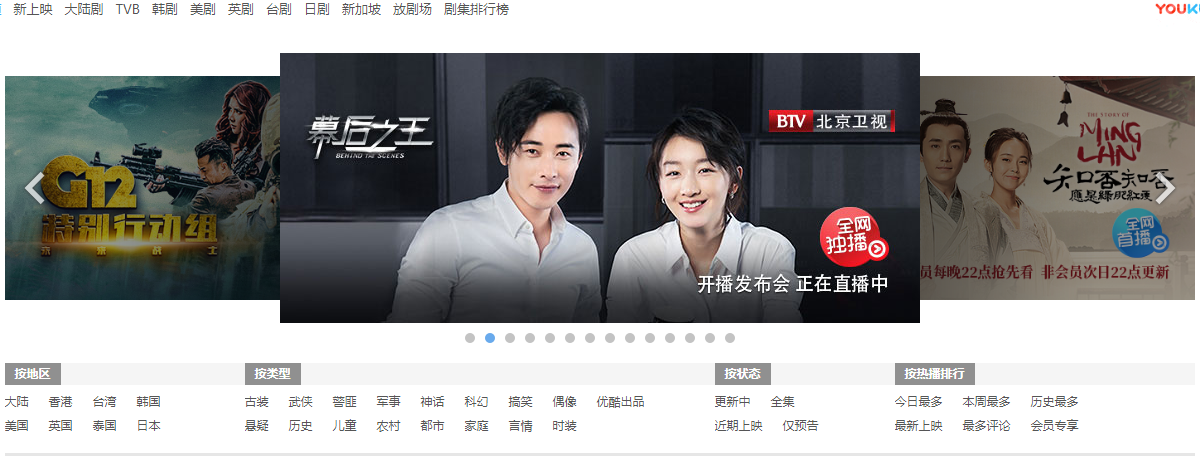 新上映 大陆剧 TVB 韩剧 美剧 英剧 台剧 日剧 新加坡 放剧场 剧集排行榜
YOUKU
G12
特别行动组
幕后之王
BEHIND THE SCENES
BTV 北京卫视
全网
独播
开播发布会 正在直播中
THE STORY OF
MING
LAN
知否知否
應是綠肥紅瘦
全网
首播
员每晚22点抢先看 非会员次日22点更新
按地区 按类型 按状态 按热播排行
大陆 香港 台湾 韩国 古装 武侠 警匪 军事 神话 科幻 搞笑 偶像 优酷出品 更新中 全集 今日最多 本周最多 历史最多
美国 英国 泰国 日本 悬疑 历史 儿童 农村 都市 家庭 言情 时装 近期上映 仅预告 最新上映 最多评论 会员专享